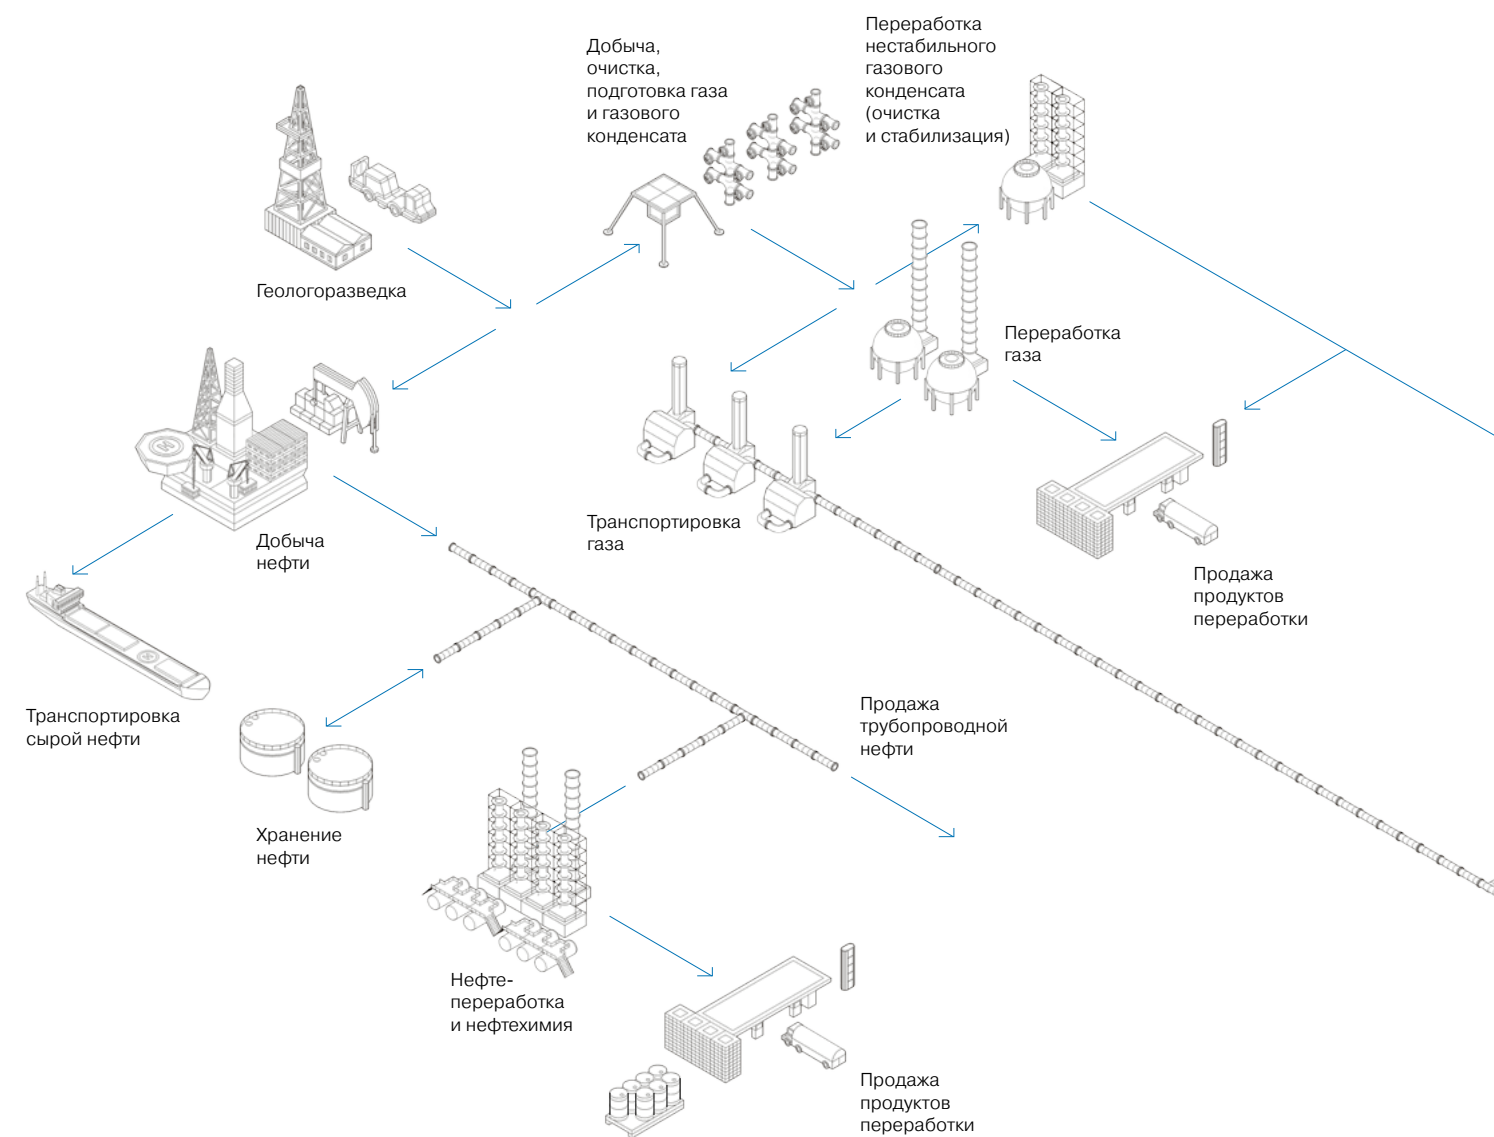 Переработка
нестабильного
газового
конденсата
(очистка
и стабилизация)
Добыча,
очистка,
подготовка газа
и газового
конденсата
Геологоразведка
Переработка
газа
Транспортировка
газа
Добыча
нефти
Продажа
продуктов
переработки
Транспортировка
сырой нефти
Продажа
трубопроводной
нефти
Хранение
нефти
Нефте-
переработка
и нефтехимия
Продажа
продуктов
переработки